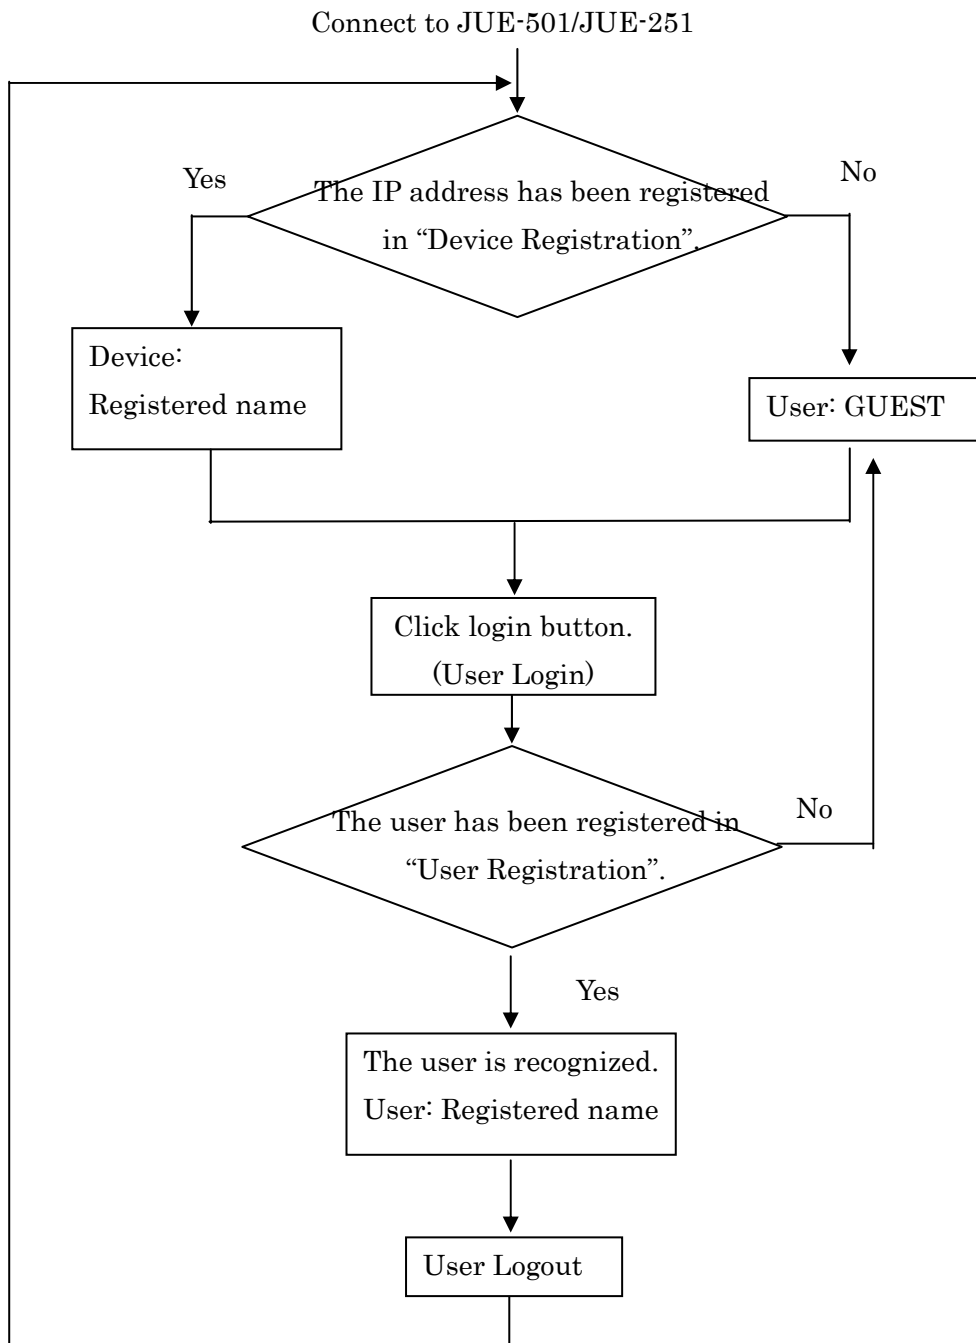 Connect to JUE-501/JUE-251
Yes
No
The IP address has been registered
in “Device Registration”.
Device:
Registered name
User: GUEST
Click login button.
(User Login)
No
The user has been registered in
“User Registration”.
Yes
The user is recognized.
User: Registered name
User Logout